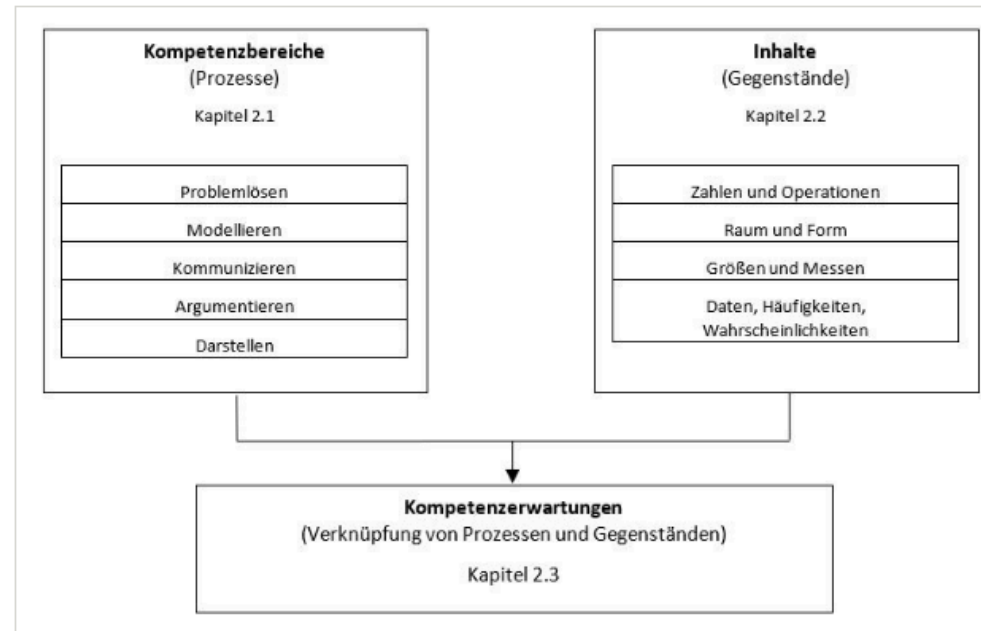 Kompetenzbereiche
(Prozesse)
Kapitel 2.1
Problemlösen
Modellieren
Kommunizieren
Argumentieren
Darstellen
Inhalte
(Gegenstände)
Kapitel 2.2
Zahlen und Operationen
Raum und Form
Größen und Messen
Daten, Häufigkeiten,
Wahrscheinlichkeiten
Kompetenzerwartungen
(Verknüpfung von Prozessen und Gegenständen)
Kapitel 2.3